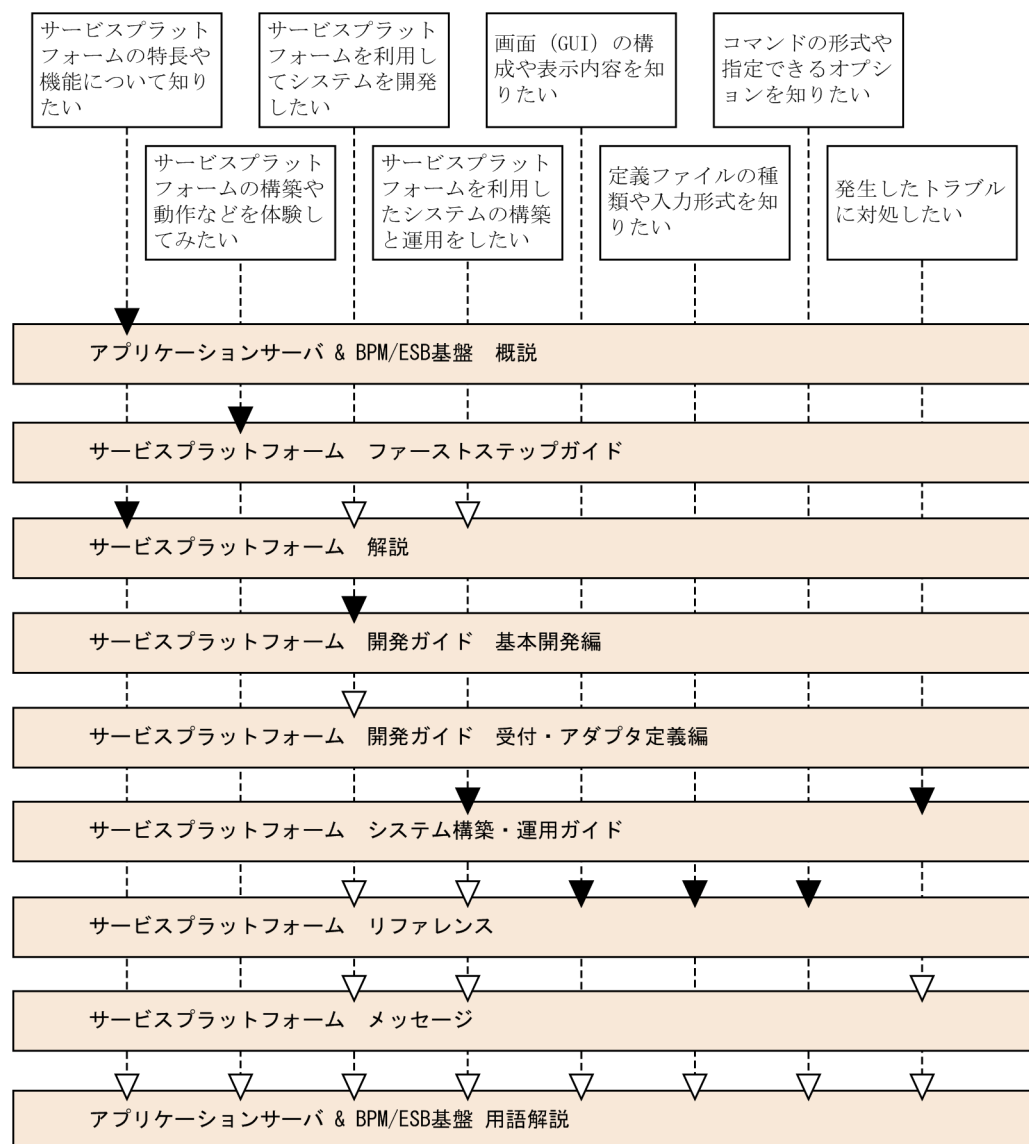 サービスプラット
フォームの特長や
機能について知り
たい
サービスプラット
フォームを利用し
てシステムを開発
したい
画面（GUI）の構
成や表示内容を知
りたい
コマンドの形式や
指定できるオプシ
ョンを知りたい
サービスプラット
フォームの構築や
動作などを体験し
てみたい
サービスプラット
フォームを利用し
たシステムの構築
と運用をしたい
定義ファイルの種
類や入力形式を知
りたい
発生したトラブル
に対処したい
アプリケーションサーバ & BPM/ESB基盤　概説
サービスプラットフォーム　ファーストステップガイド
サービスプラットフォーム　解説
サービスプラットフォーム　開発ガイド　基本開発編
サービスプラットフォーム　開発ガイド　受付・アダプタ定義編
サービスプラットフォーム　システム構築・運用ガイド
サービスプラットフォーム　リファレンス
サービスプラットフォーム　メッセージ
アプリケーションサーバ & BPM/ESB基盤 用語解説